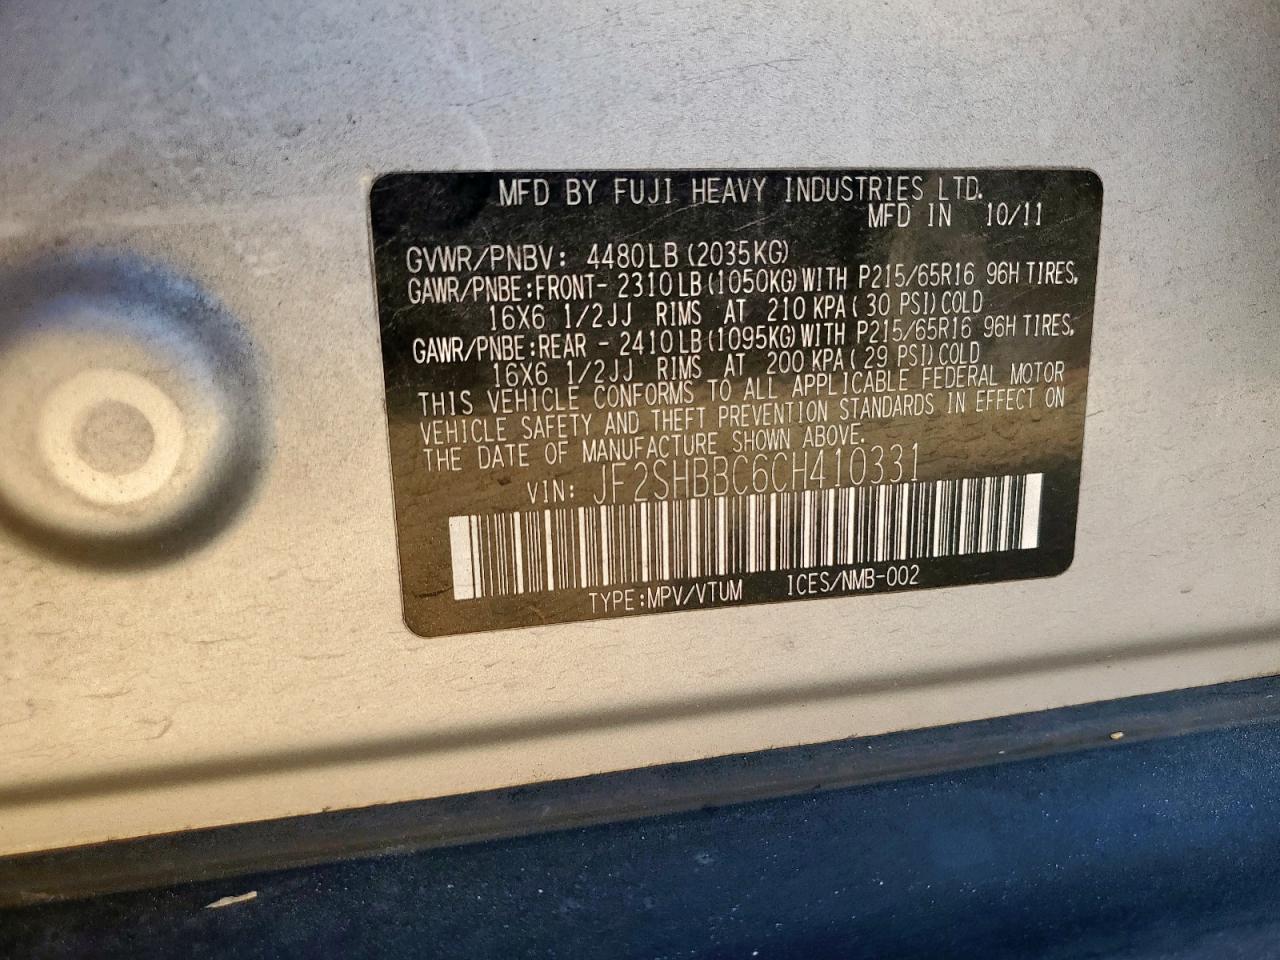 MFD BY FUJI HEAVY INDUSTRIES LTD.
MFD IN 10/11
GVWR/PNBV: 4480LB (2035KG)
GAWR/PNBE:FRONT- 2310LB (1050KG) WITH P215/65R16 96H TIRES,
16X6 1/2JJ RIMS AT 210 KPA (30 PSI) COLD
GAWR/PNBE:REAR - 2410LB (1095KG) WITH P215/65R16 96H TIRES,
16X6 1/2JJ RIMS AT 200 KPA (29 PSI) COLD
THIS VEHICLE CONFORMS TO ALL APPLICABLE FEDERAL MOTOR
VEHICLE SAFETY AND THEFT PREVENTION STANDARDS IN EFFECT ON
THE DATE OF MANUFACTURE SHOWN ABOVE.
VIN: JF2SHBBC6CH410331
TYPE:MPV/VTUM ICES/NMB-002